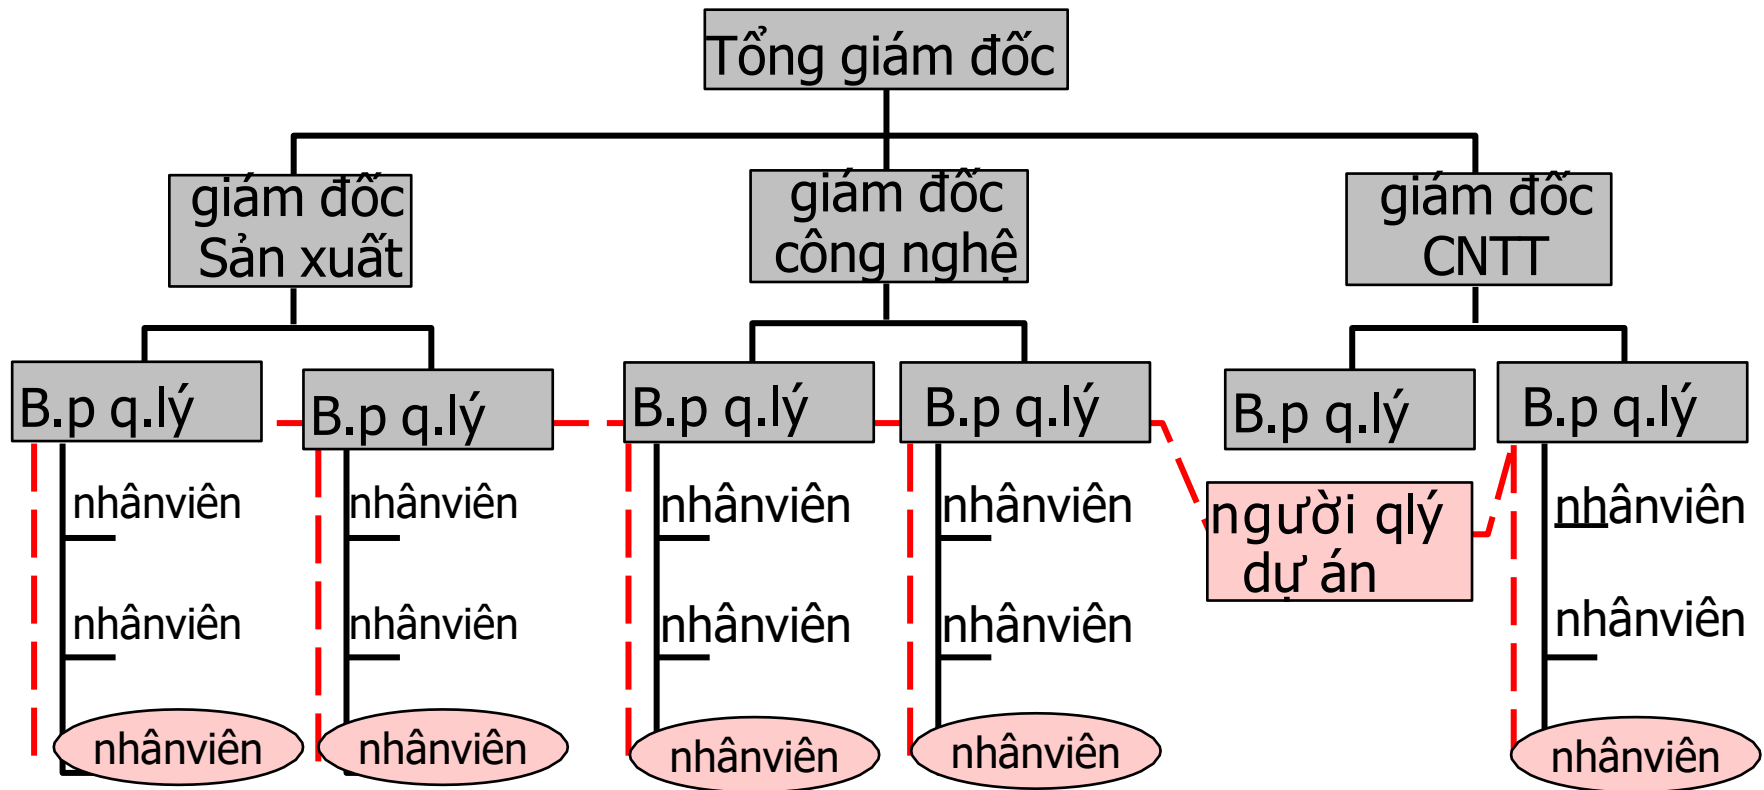 Tổng giám đốc
giám đốc
Sản xuất
giám đốc
công nghệ
giám đốc
CNTT
B.p q.lý
B.p q.lý
B.p q.lý
B.p q.lý
B.p q.lý
B.p q.lý
nhânviên
nhânviên
nhânviên
nhânviên
nhânviên
người qlý
dự án
nhânviên
nhânviên
nhânviên
nhânviên
nhânviên
nhânviên
nhânviên
nhânviên
nhânviên
nhânviên